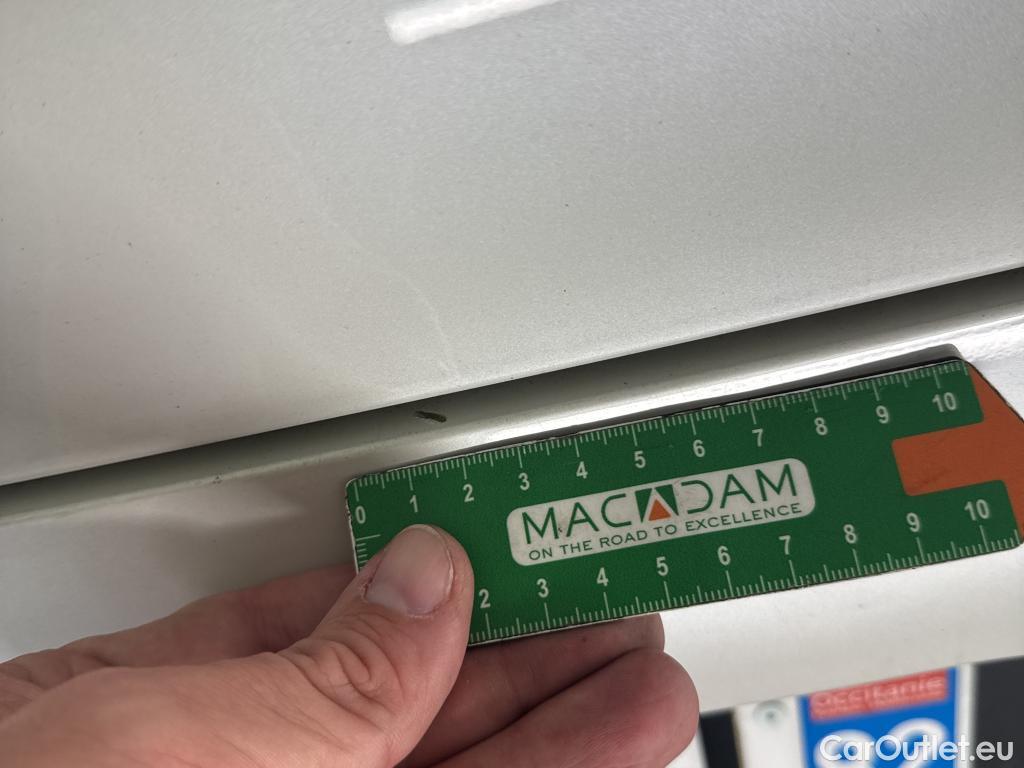 0 1 2 3 4 5 6 7 8 9 10
MACADAM
ON THE ROAD TO EXCELLENCE
2 3 4 5 6 7 8 9 10
occitanie
CarOutlet.eu